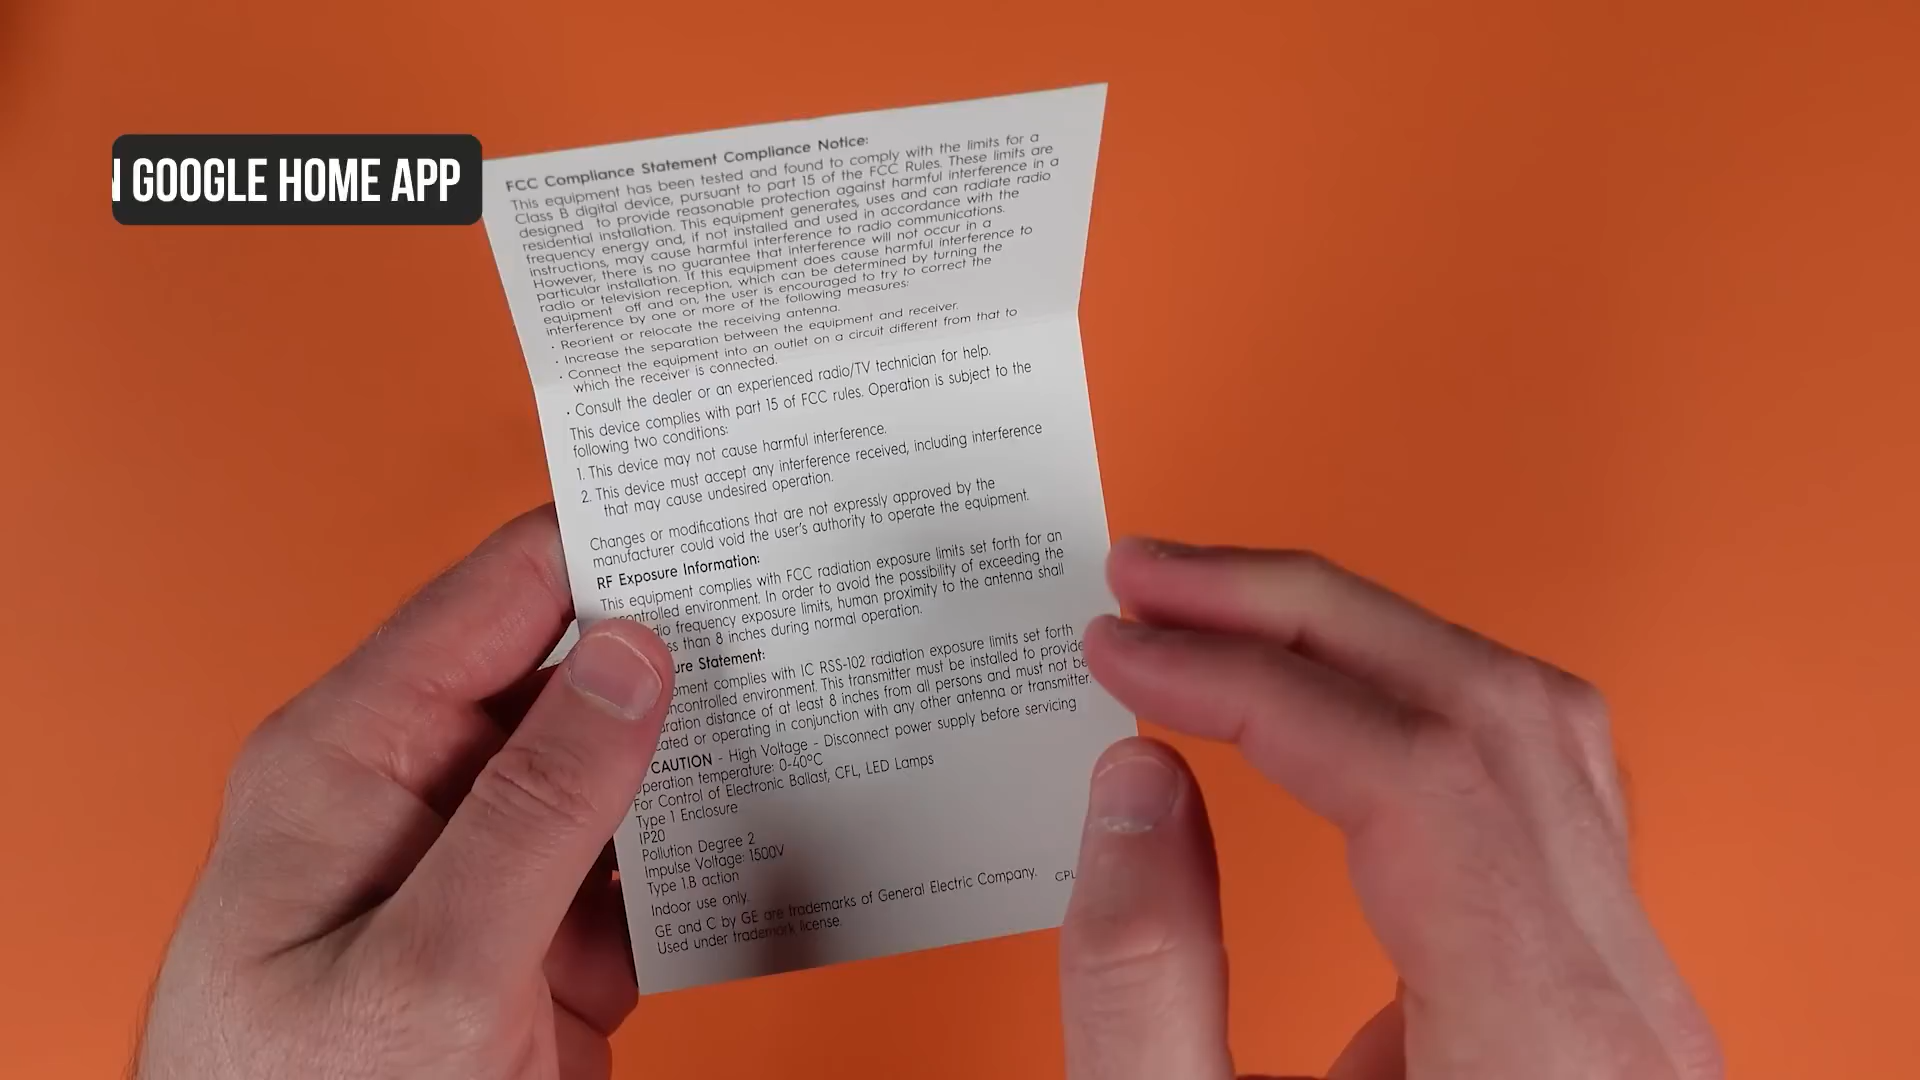 GOOGLE HOME APP
FCC Compliance Statement Compliance Notice:
This equipment has been tested and found to comply with the limits for a
Class B digital device, pursuant to part 15 of the FCC Rules. These limits are
designed to provide reasonable protection against harmful interference in a
residential installation. This equipment generates, uses and can radiate radio
frequency energy and, if not installed and used in accordance with the
instructions, may cause harmful interference to radio communications.
However, there is no guarantee that interference will not occur in a
particular installation. If this equipment does cause harmful interference to
radio or television reception, which can be determined by turning the
equipment off and on, the user is encouraged to try to correct the
interference by one or more of the following measures:
· Reorient or relocate the receiving antenna.
· Increase the separation between the equipment and receiver.
· Connect the equipment into an outlet on a circuit different from that to
which the receiver is connected.
· Consult the dealer or an experienced radio/TV technician for help.
This device complies with part 15 of FCC rules. Operation is subject to the
following two conditions:
1. This device may not cause harmful interference.
2. This device must accept any interference received, including interference
that may cause undesired operation.
Changes or modifications that are not expressly approved by the
manufacturer could void the user's authority to operate the equipment.
RF Exposure Information:
This equipment complies with FCC radiation exposure limits set forth for an
controlled environment. In order to avoid the possibility of exceeding the
frequency exposure limits, human proximity to the antenna shall
than 8 inches during normal operation.
Statement:
complies with IC RSS-102 radiation exposure limits set forth
environment. This transmitter must be installed to provide
distance of at least 8 inches from all persons and must not be
or operating in conjunction with any other antenna or transmitter.
CAUTION - High Voltage - Disconnect power supply before servicing
Operation temperature: 0-40°C
For Control of Electronic Ballast, CFL, LED Lamps
Type 1 Enclosure
IP20
Pollution Degree 2
Impulse Voltage: 1500V
Type 1.B action
Indoor use only.
GE and C by GE are trademarks of General Electric Company. CPL
Used under trademark license.